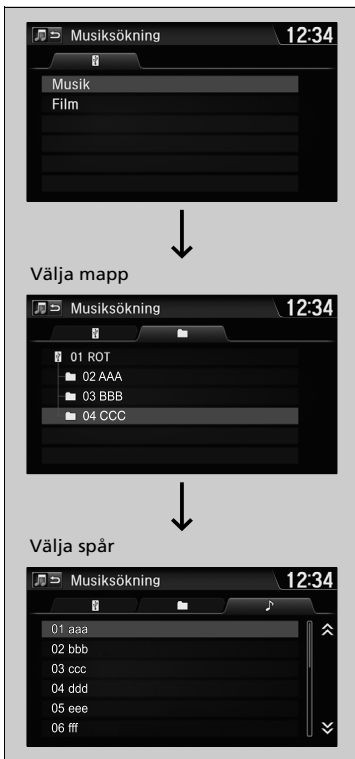 Musiksökning 12:34
Musik
Film
Välja mapp
Musiksökning 12:34
01 ROT
02 AAA
03 BBB
04 CCC
Välja spår
Musiksökning 12:34
01 aaa
02 bbb
03 ccc
04 ddd
05 eee
06 fff